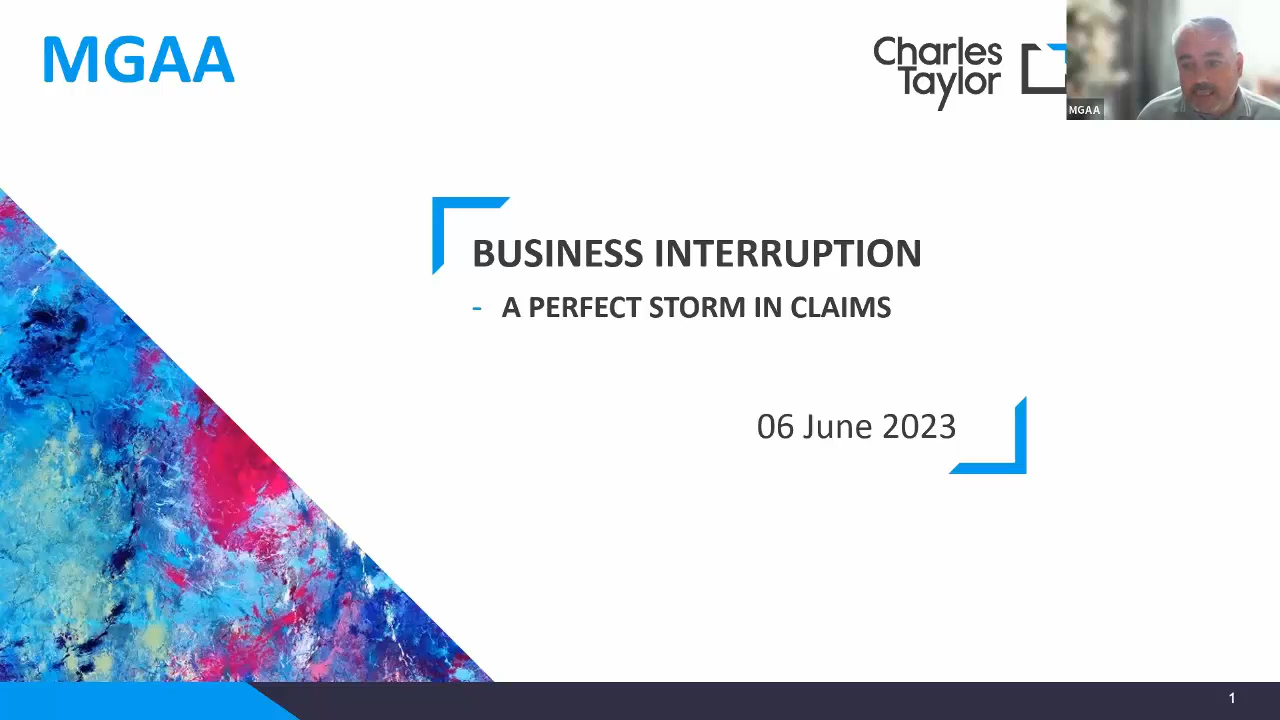 MGAA
Charles
Taylor
MGAA
BUSINESS INTERRUPTION
- A PERFECT STORM IN CLAIMS
06 June 2023
1